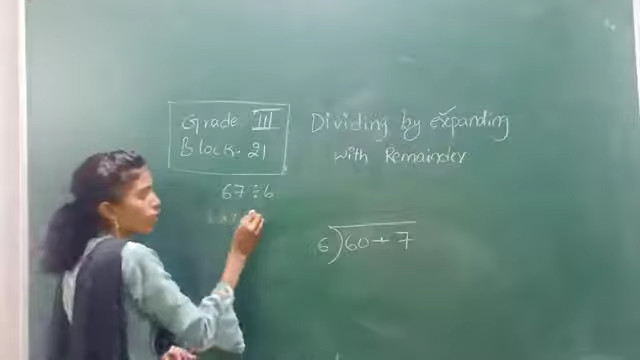 Grade III
Block. 21
Dividing by expanding
with Remainder
67 ÷ 6
6)60+7